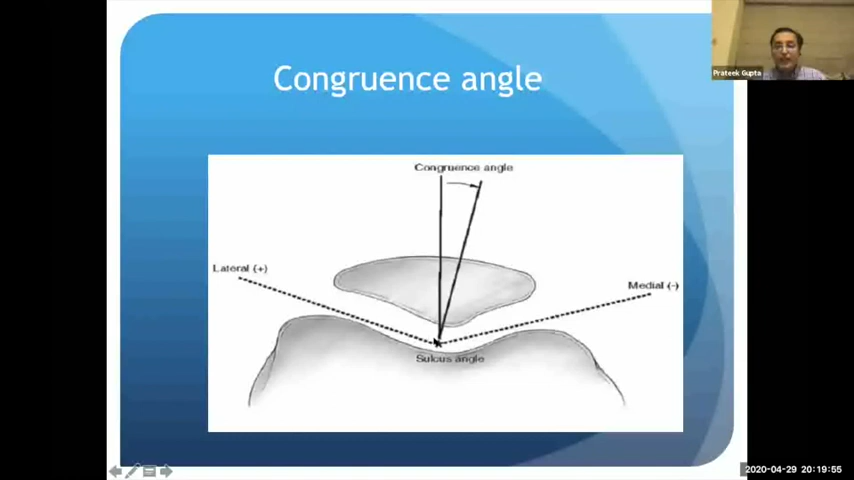 Prateek Gupta
Congruence angle
Congruence angle
Lateral (+)
Medial (-)
Sulcus angle
2020-04-29 20:19:55